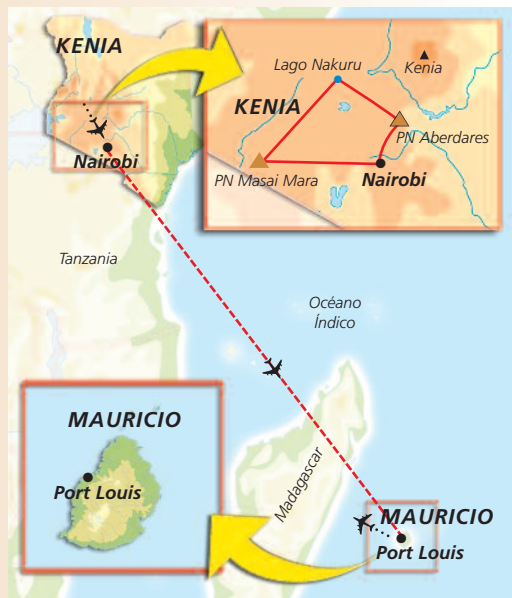 KENIA
Nairobi
Lago Nakuru
Kenia
KENIA
PN Aberdares
PN Masai Mara
Nairobi
Tanzania
Océano
Índico
MAURICIO
Port Louis
Madagascar
MAURICIO
Port Louis